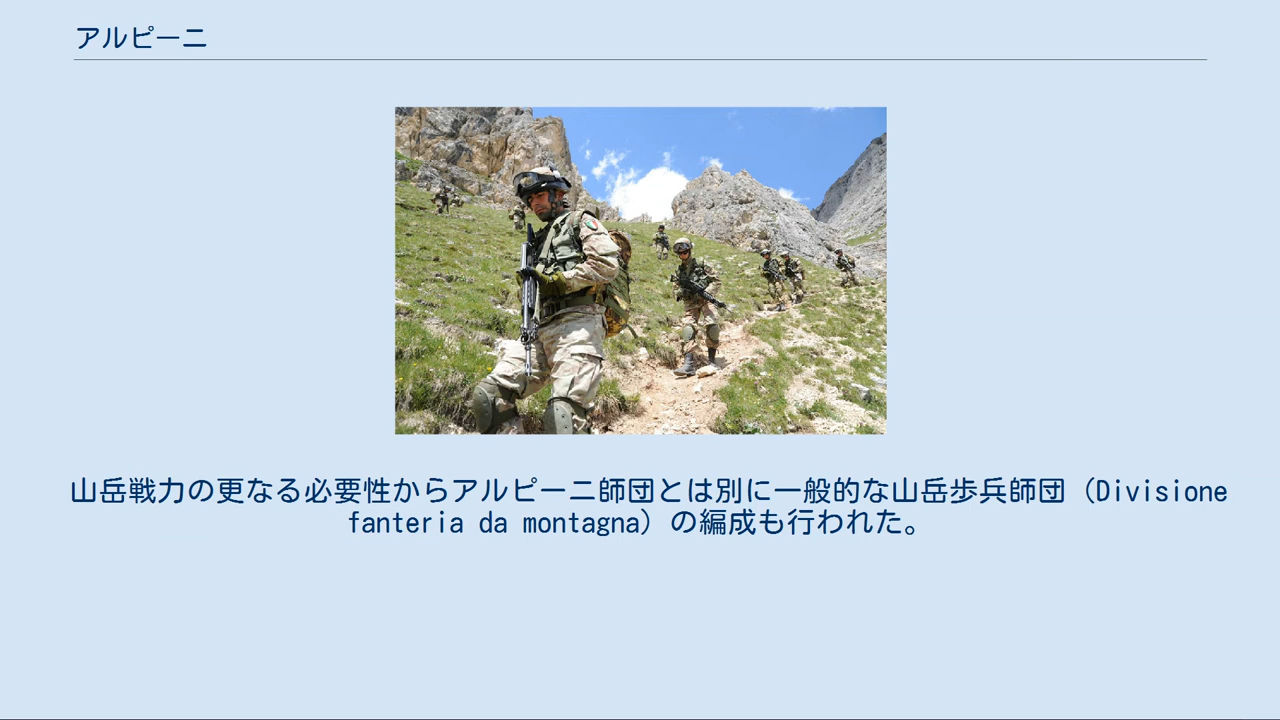 アルピーニ
山岳戦力の更なる必要性からアルピーニ師団とは別に一般的な山岳歩兵師団（Divisione
fanteria da montagna）の編成も行われた。